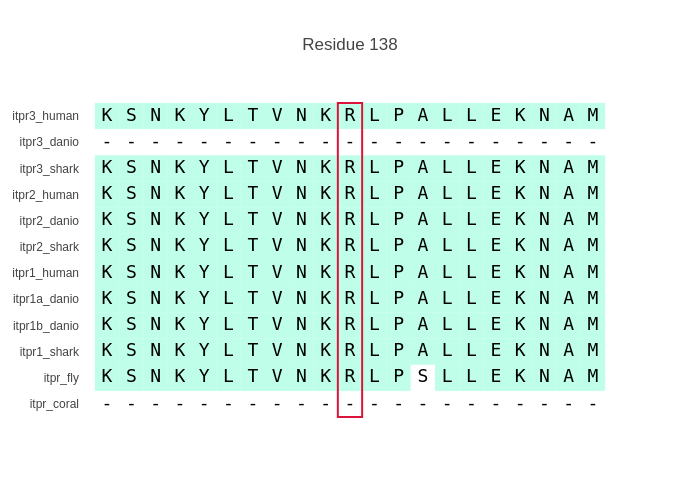 Residue 138
itpr3_human K S N K Y L T V N K R L P A L L E K N A M
itpr3_danio - - - - - - - - - - - - - - - - - - - - -
itpr3_shark K S N K Y L T V N K R L P A L L E K N A M
itpr2_human K S N K Y L T V N K R L P A L L E K N A M
itpr2_danio K S N K Y L T V N K R L P A L L E K N A M
itpr2_shark K S N K Y L T V N K R L P A L L E K N A M
itpr1_human K S N K Y L T V N K R L P A L L E K N A M
itpr1a_danio K S N K Y L T V N K R L P A L L E K N A M
itpr1b_danio K S N K Y L T V N K R L P A L L E K N A M
itpr1_shark K S N K Y L T V N K R L P A L L E K N A M
itpr_fly K S N K Y L T V N K R L P S L L E K N A M
itpr_coral - - - - - - - - - - - - - - - - - - - - -